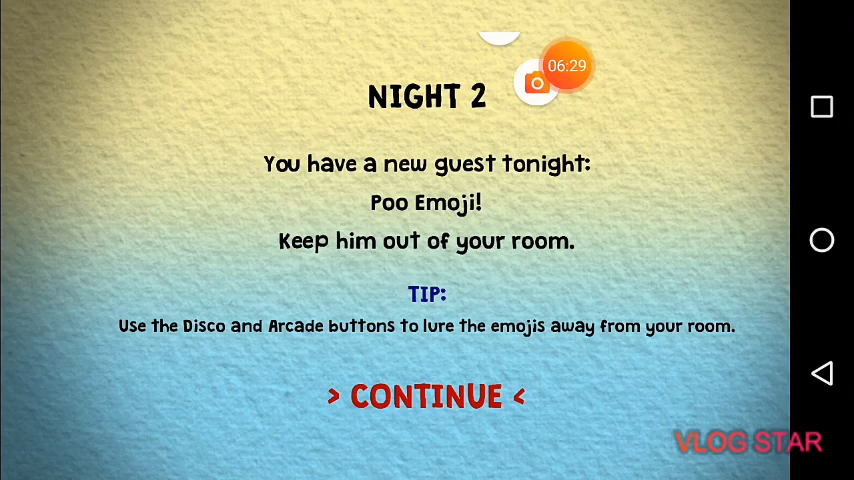 06:29
NIGHT 2
You have a new guest tonight:
Poo Emoji!
Keep him out of your room.
TIP:
Use the Disco and Arcade buttons to lure the emojis away from your room.
> CONTINUE <
VLOG STAR